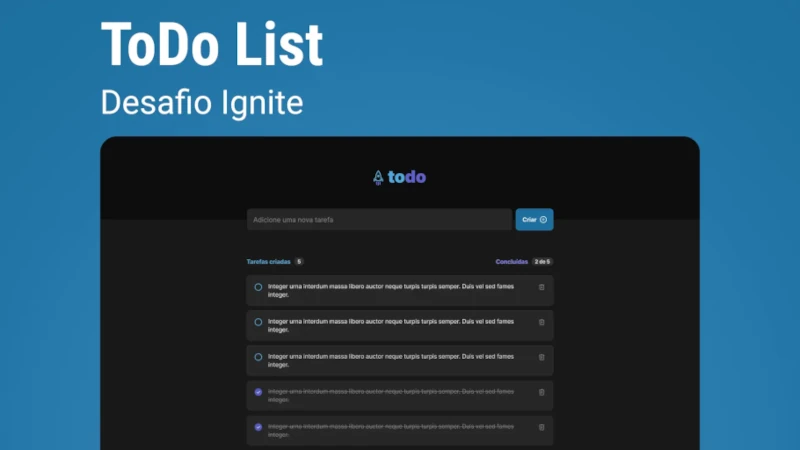 ToDo List
Desafio Ignite
todo
Adicione uma nova tarefa
Criar
Tarefas criadas 5
Concluídas 2 de 5
Integer urna interdum massa libero auctor neque turpis turpis semper. Duis vel sed fames
integer.
Integer urna interdum massa libero auctor neque turpis turpis semper. Duis vel sed fames
integer.
Integer urna interdum massa libero auctor neque turpis turpis semper. Duis vel sed fames
integer.
Integer urna interdum massa libero auctor neque turpis turpis semper. Duis vel sed fames
integer.
Integer urna interdum massa libero auctor neque turpis turpis semper. Duis vel sed fames
integer.